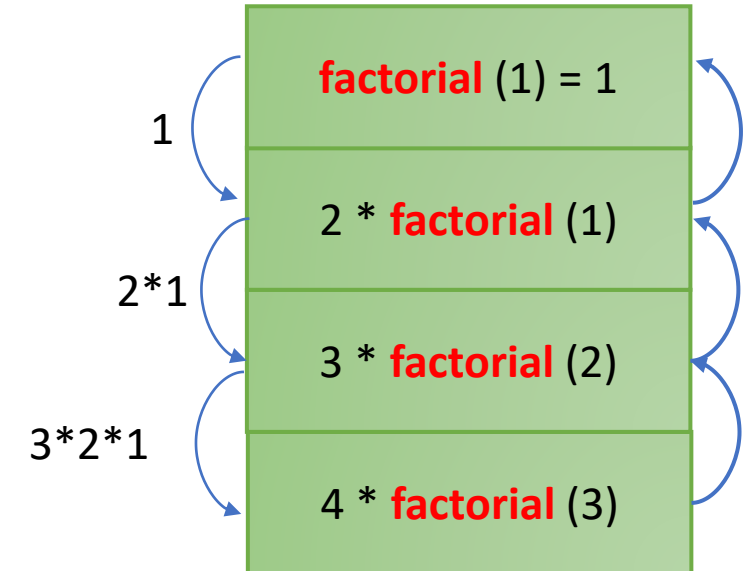 factorial (1) = 1
1
2 * factorial (1)
2*1
3 * factorial (2)
3*2*1
4 * factorial (3)